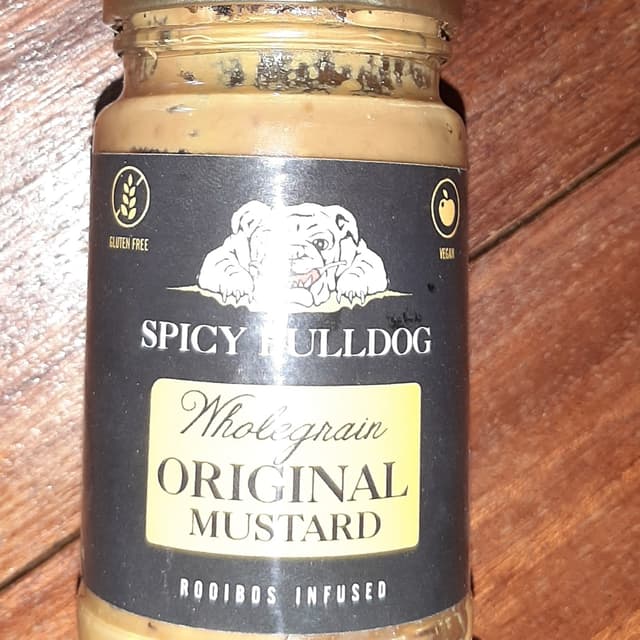 GLUTEN FREE
VEGAN
SPICY BULLDOG
Wholegrain
ORIGINAL
MUSTARD
ROOIBOS INFUSED